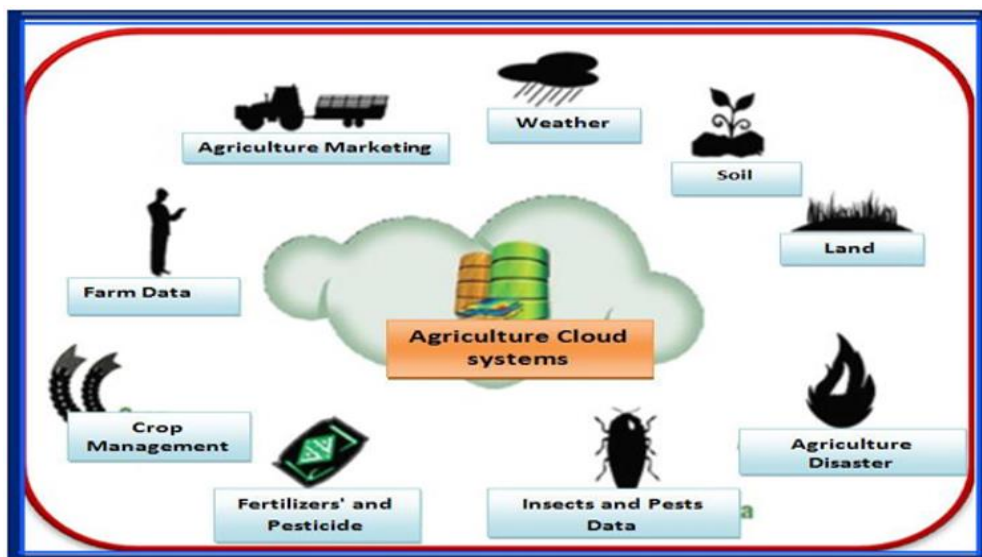 Weather
Agriculture Marketing
Soil
Land
Farm Data
Agriculture Cloud
systems
Crop
Management
Agriculture
Disaster
Fertilizers' and
Pesticide
Insects and Pests
Data